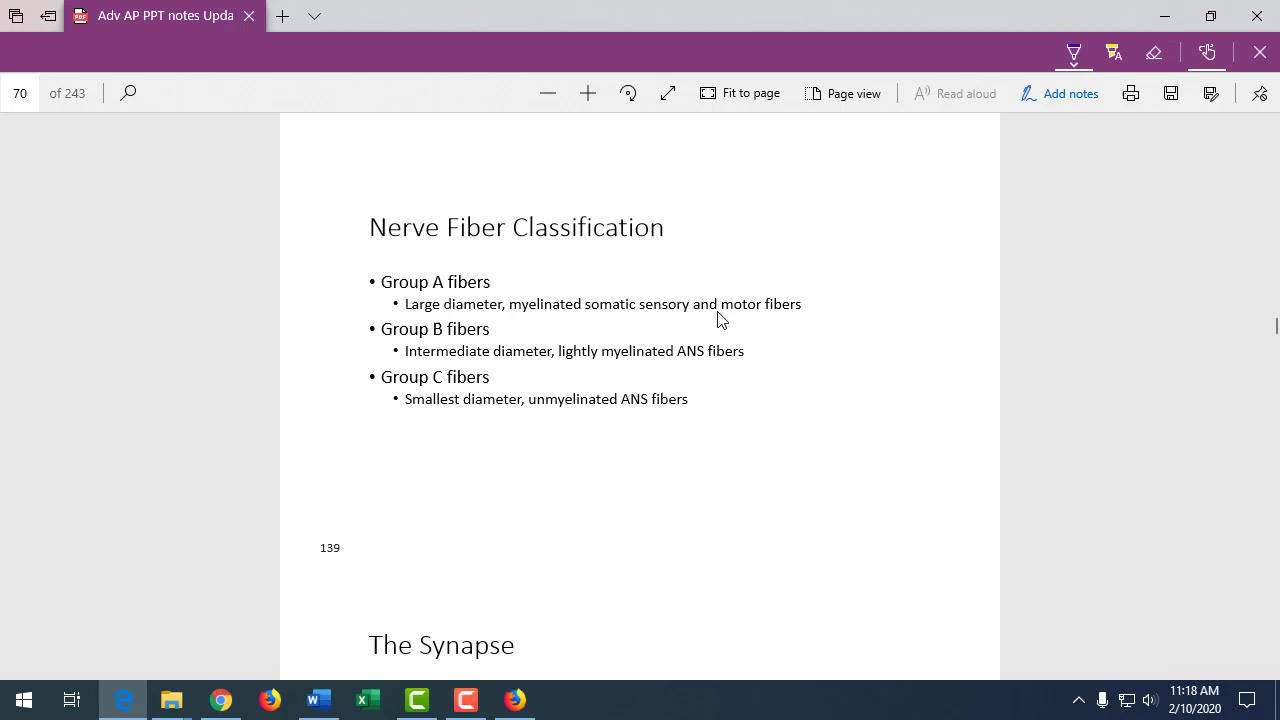 Adv AP PPT notes Upda
70 of 243
Fit to page
Page view
Read aloud
Add notes
Nerve Fiber Classification
• Group A fibers
• Large diameter, myelinated somatic sensory and motor fibers
• Group B fibers
• Intermediate diameter, lightly myelinated ANS fibers
• Group C fibers
• Smallest diameter, unmyelinated ANS fibers
139
The Synapse
11:18 AM
2/10/2020